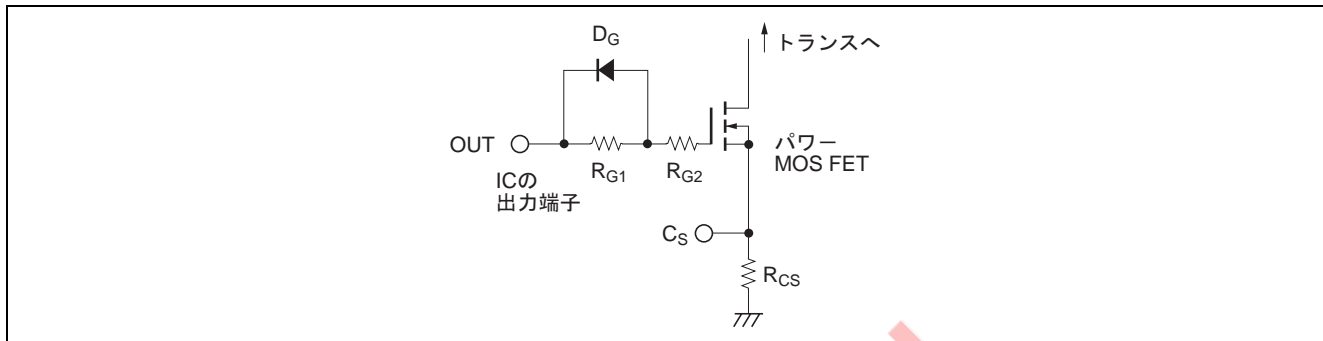 DG
トランスへ
OUT
ICの
出力端子
RG1
RG2
パワー
MOS FET
CS
RCS